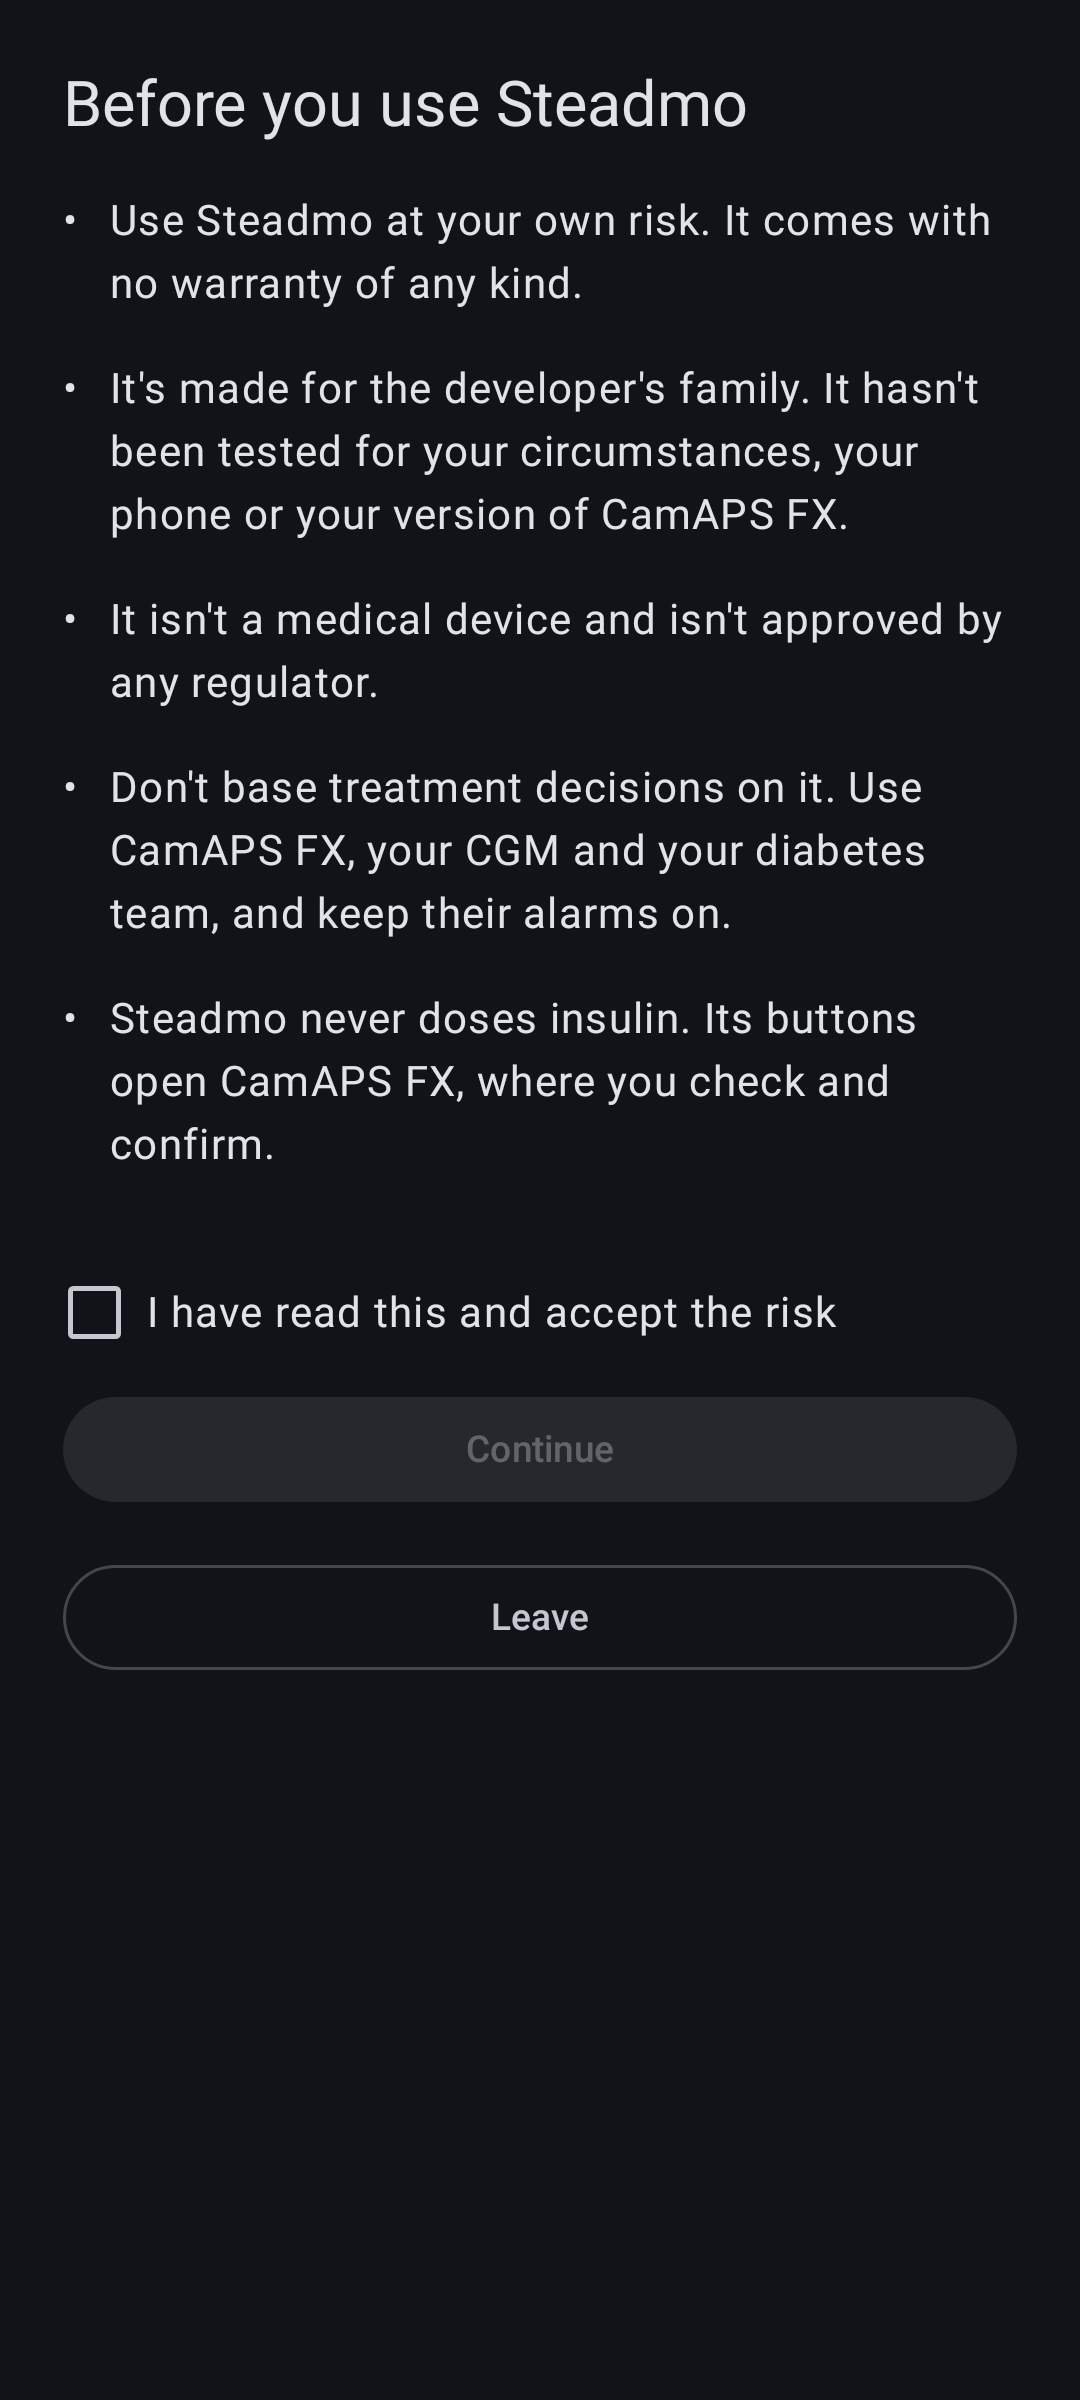 Before you use Steadmo
• Use Steadmo at your own risk. It comes with
no warranty of any kind.
• It's made for the developer's family. It hasn't
been tested for your circumstances, your
phone or your version of CamAPS FX.
• It isn't a medical device and isn't approved by
any regulator.
• Don't base treatment decisions on it. Use
CamAPS FX, your CGM and your diabetes
team, and keep their alarms on.
• Steadmo never doses insulin. Its buttons
open CamAPS FX, where you check and
confirm.
I have read this and accept the risk
Continue
Leave